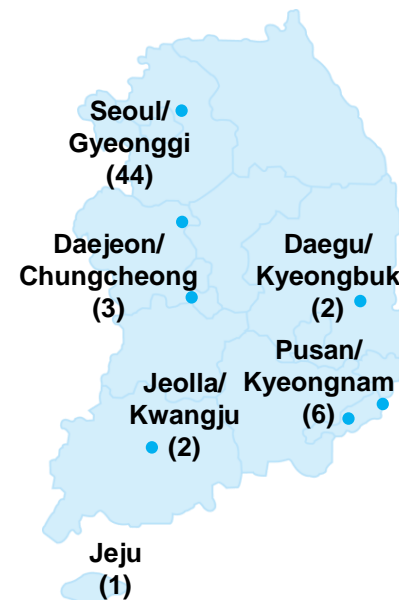 Seoul/
Gyeonggi
(44)
Daejeon/
Chungcheong
(3)
Daegu/
Kyeongbuk
(2)
Pusan/
Kyeongnam
(6)
Jeolla/
Kwangju
(2)
Jeju
(1)